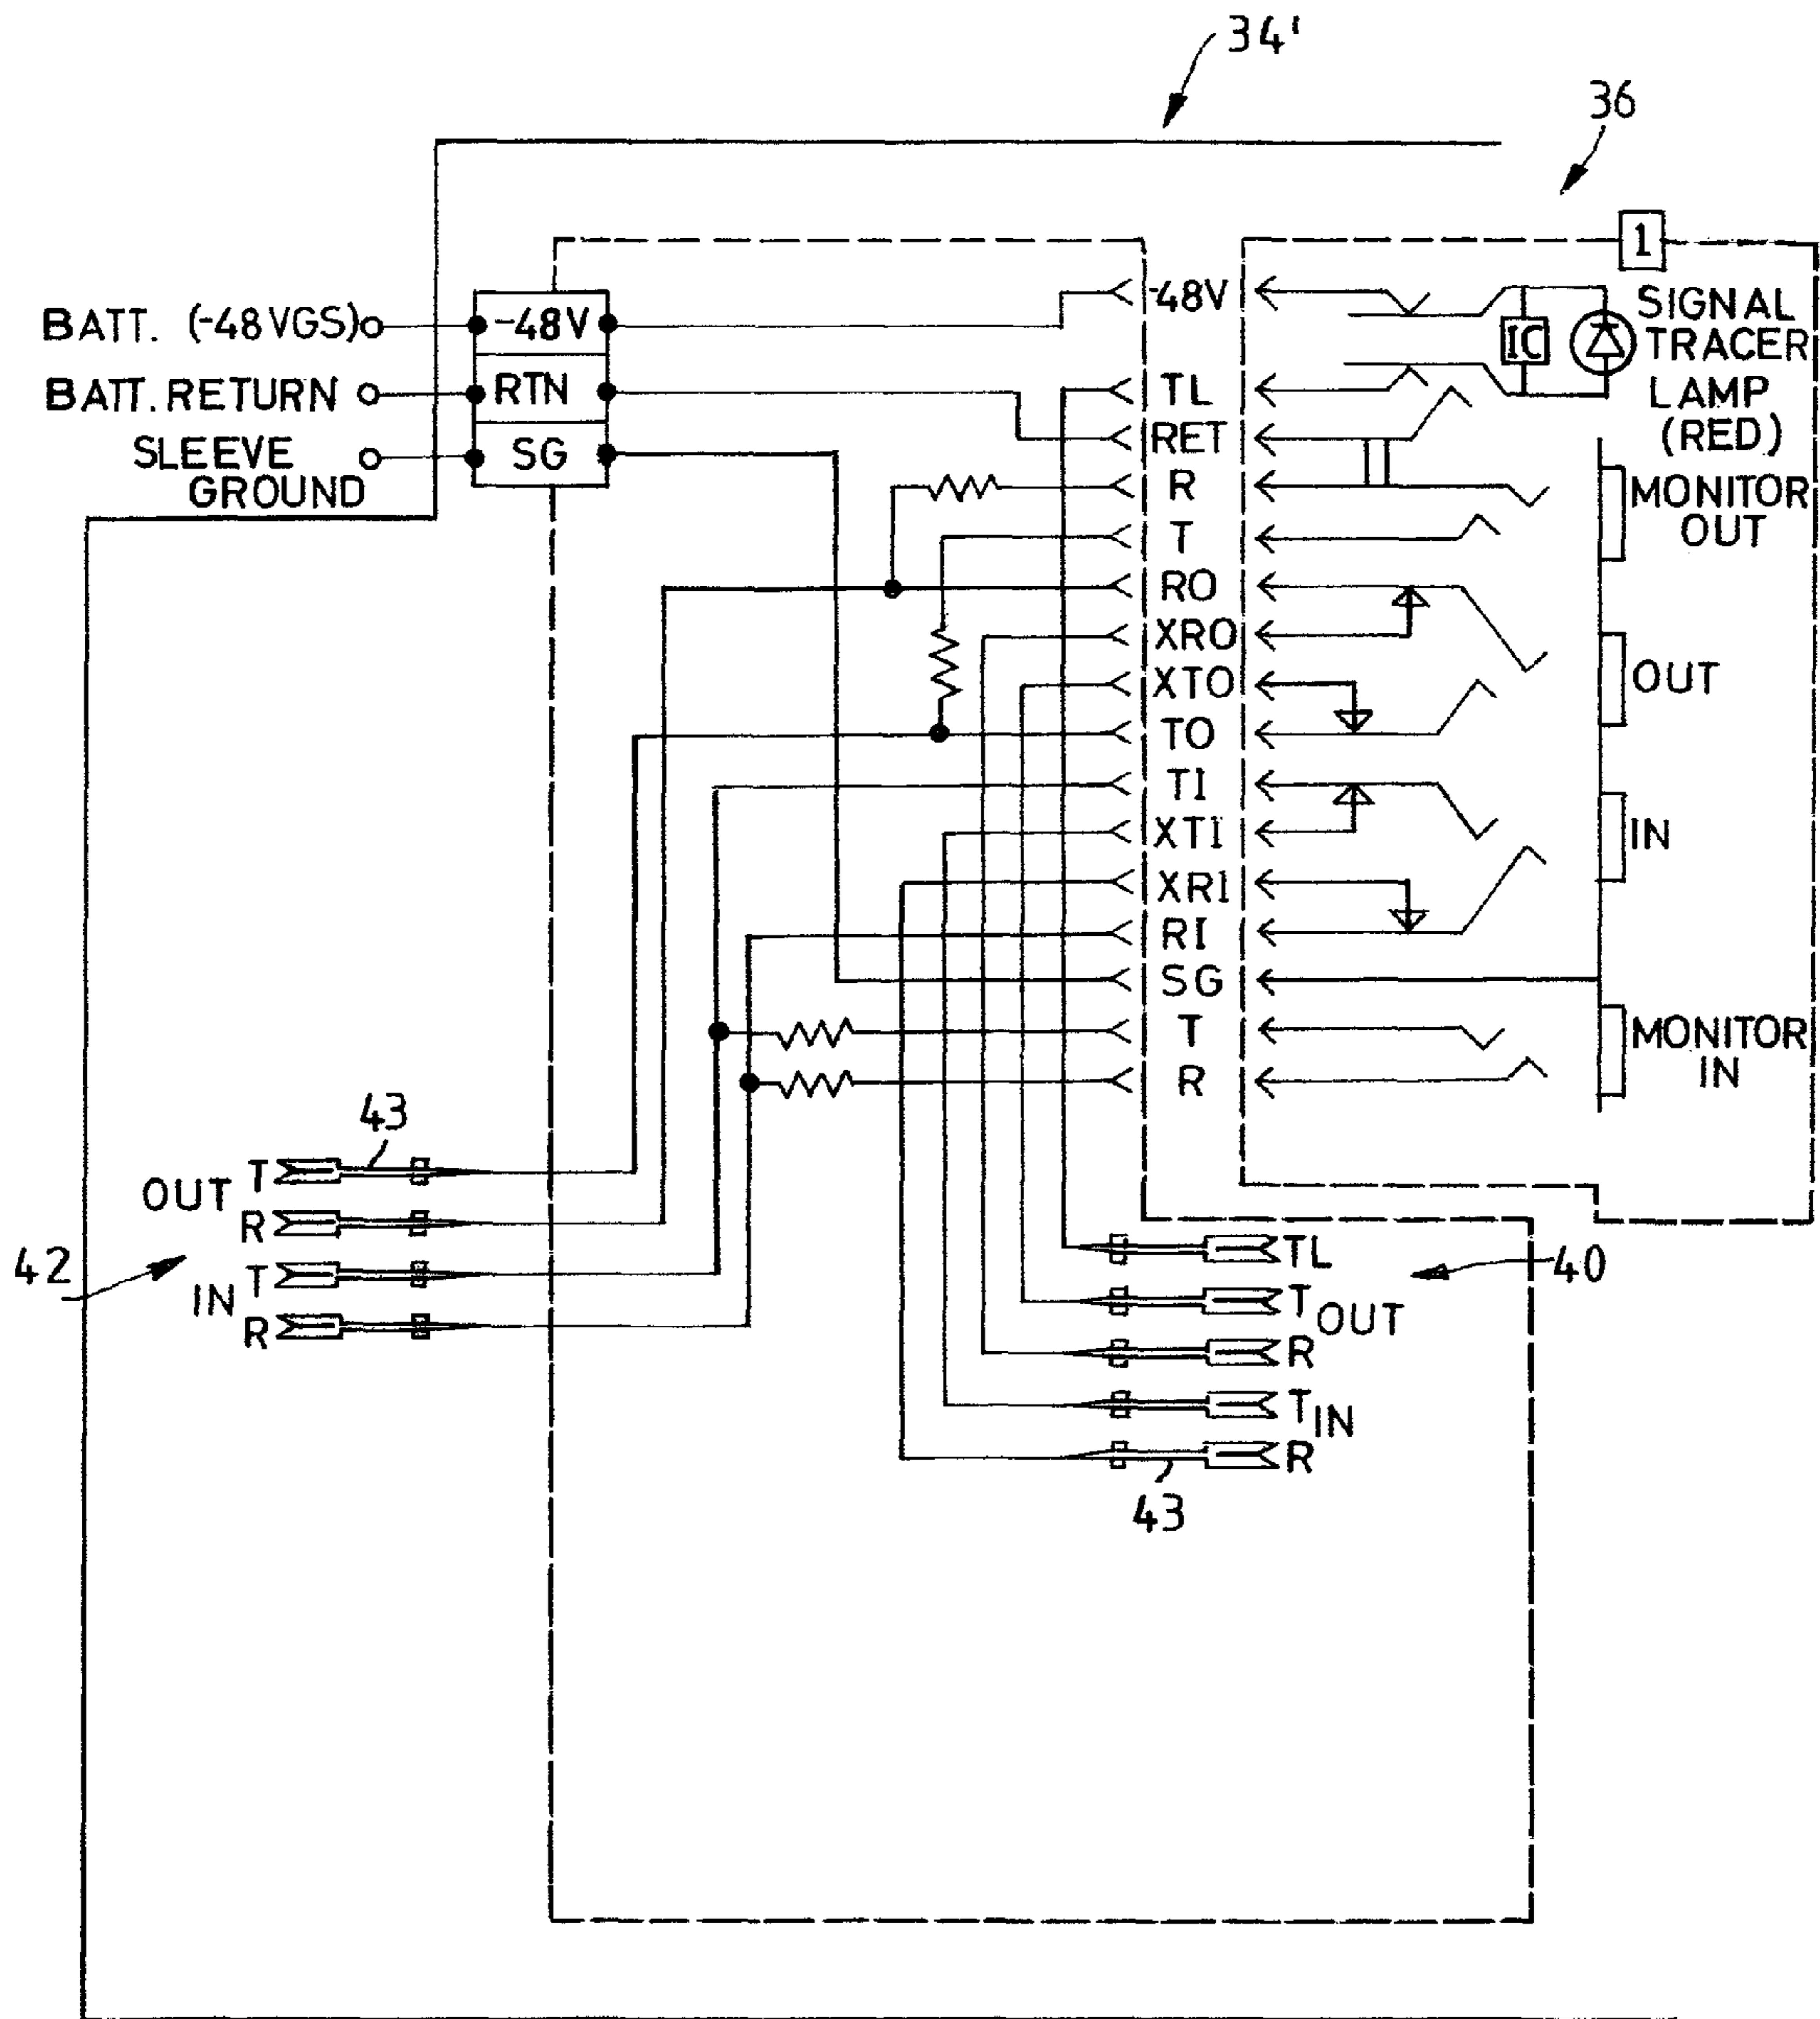 34'
36
1
BATT. (-48VGS)
-48V
BATT. RETURN
RTN
SLEEVE
GROUND
SG
-48V
TL
RET
R
T
RO
XRO
XTO
TO
TI
XTI
XRI
RI
SG
T
R
IC
SIGNAL
TRACER
LAMP
(RED)
MONITOR
OUT
OUT
IN
MONITOR
IN
43
OUT T
R
42
IN T
R
TL
40
T OUT
R
T IN
R
43